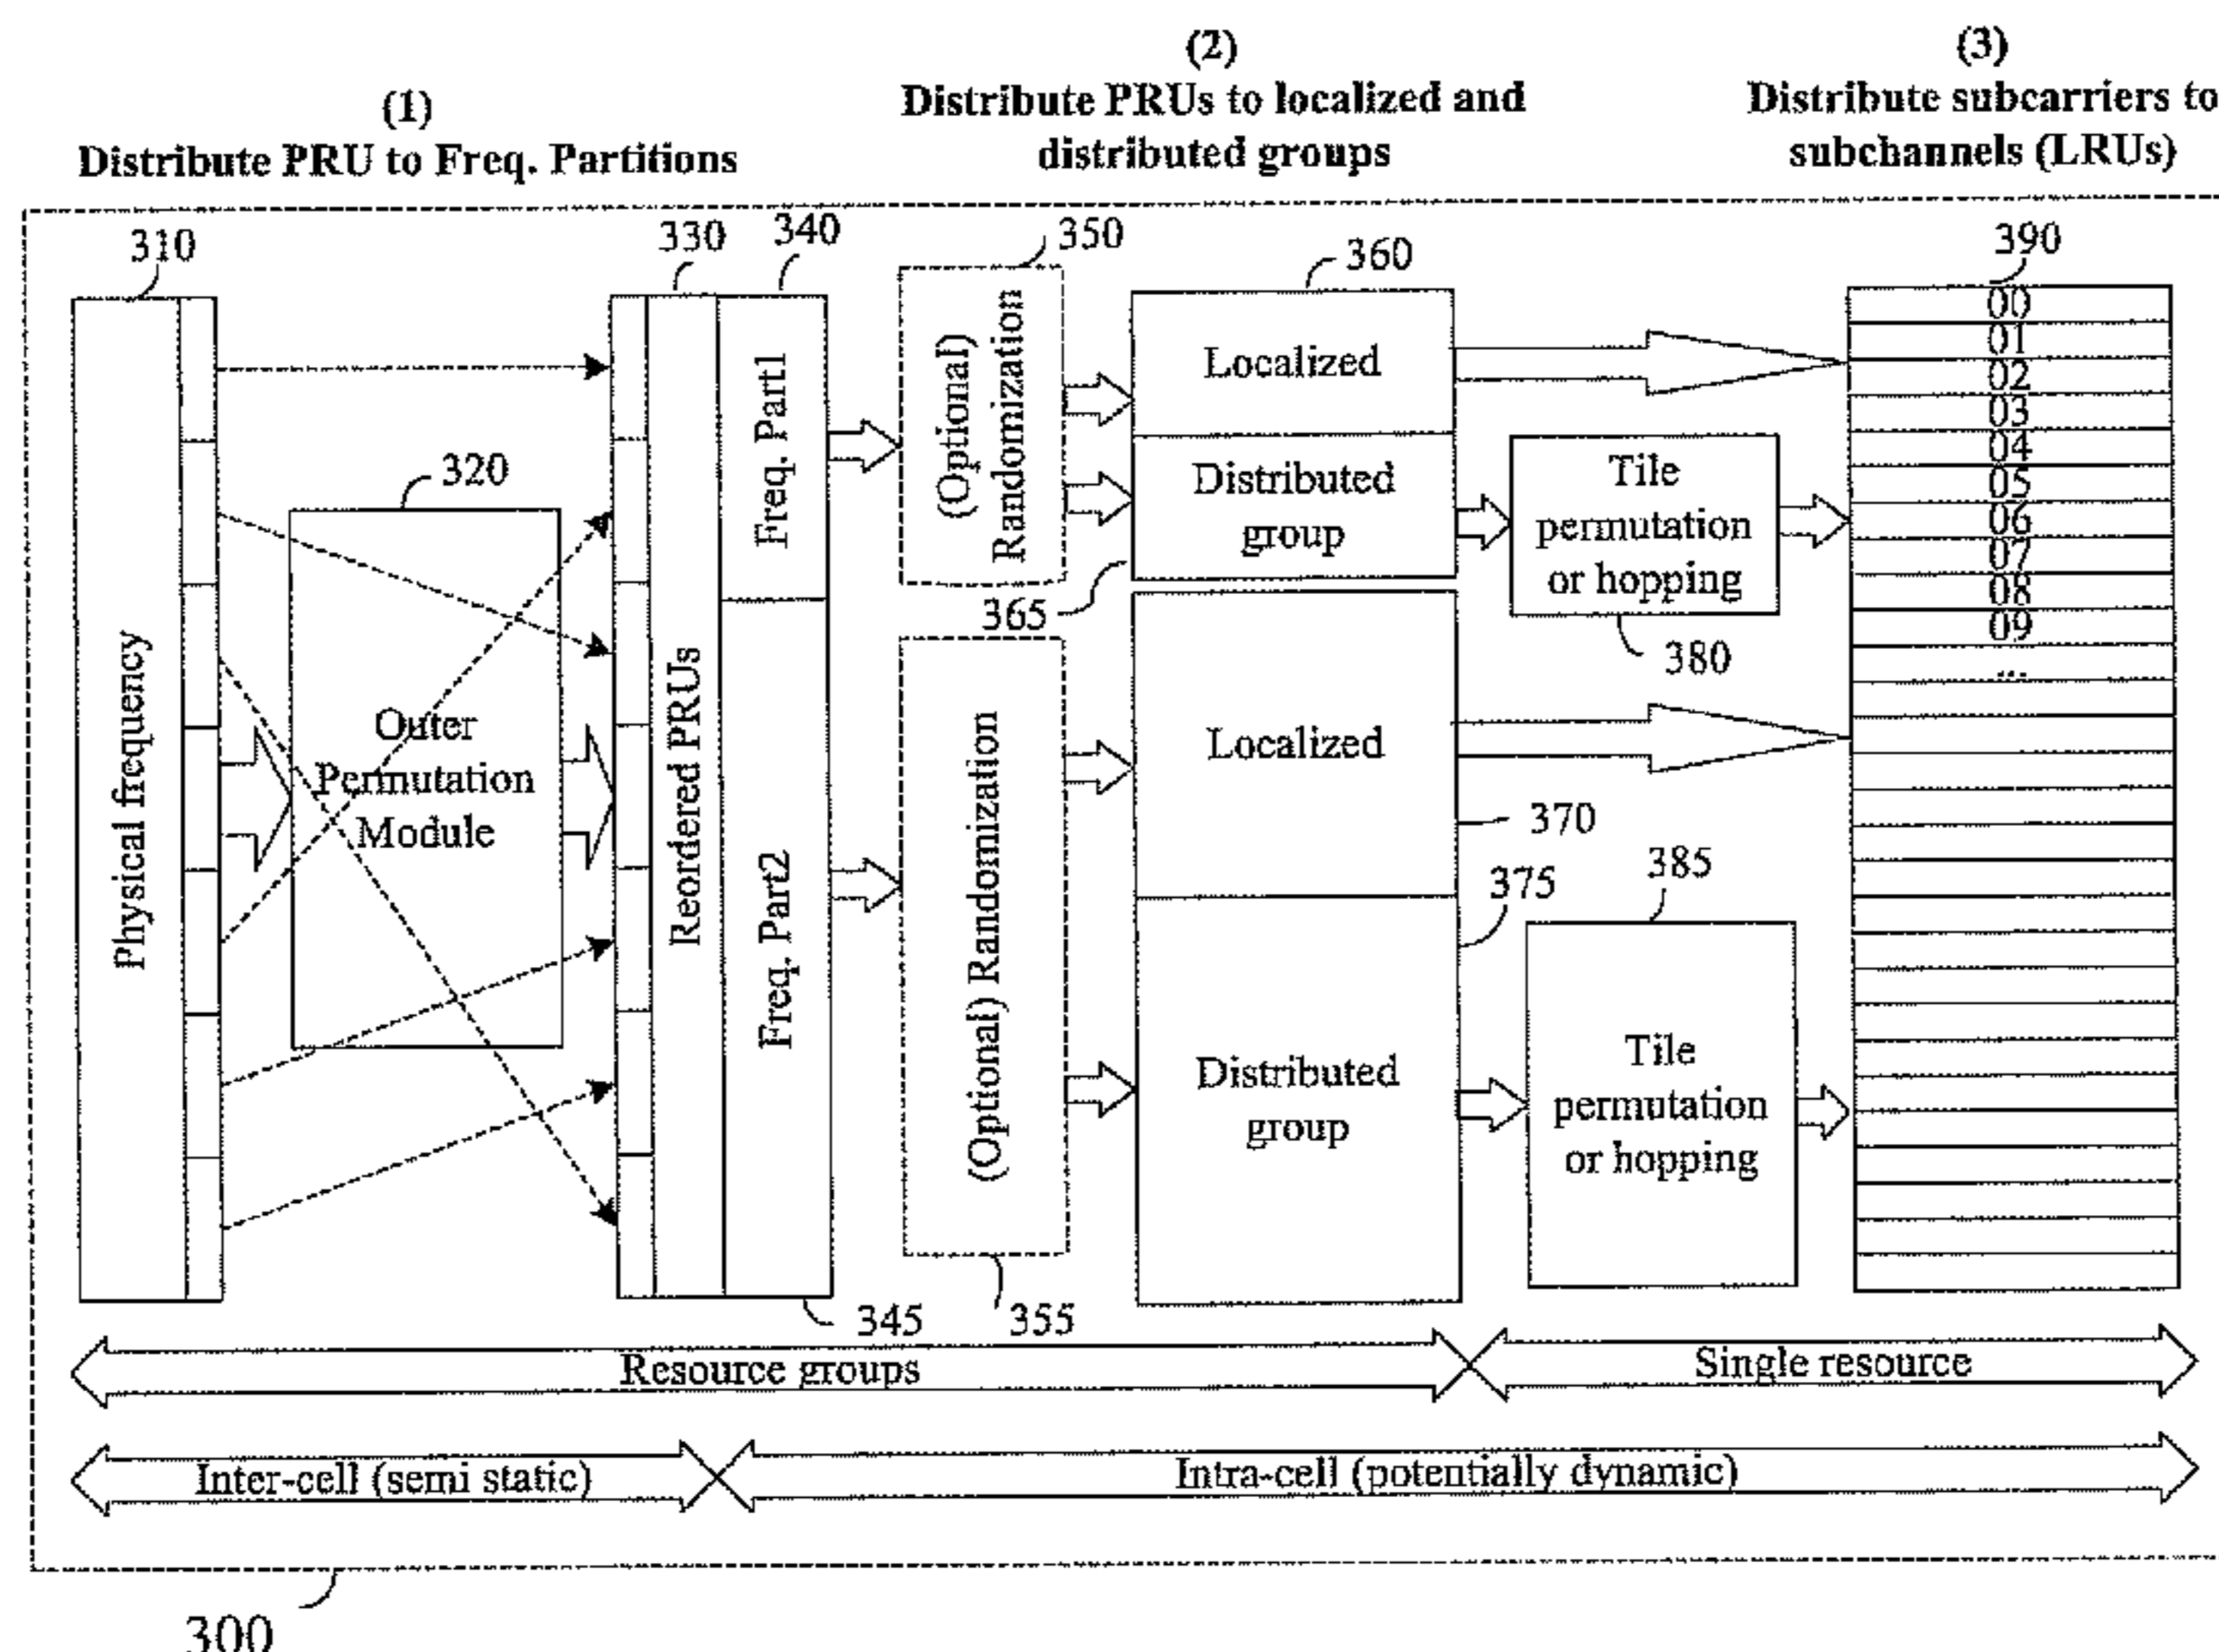 (1)
Distribute PRU to Freq. Partitions
(2)
Distribute PRUs to localized and
distributed groups
(3)
Distribute subcarriers to
subchannels (LRUs)
310
320
330
340
350
360
390
Physical frequency
Outer
Permutation
Module
Reordered PRUs
Freq. Part1
Freq. Part2
(Optional)
Randomization
(Optional) Randomization
Localized
Distributed
group
365
Tile
permutation
or hopping
380
Localized
370
375
385
Distributed
group
Tile
permutation
or hopping
00
01
02
03
04
05
06
07
08
09
...
345
355
Resource groups
Single resource
Inter-cell (semi static)
Intra-cell (potentially dynamic)
300